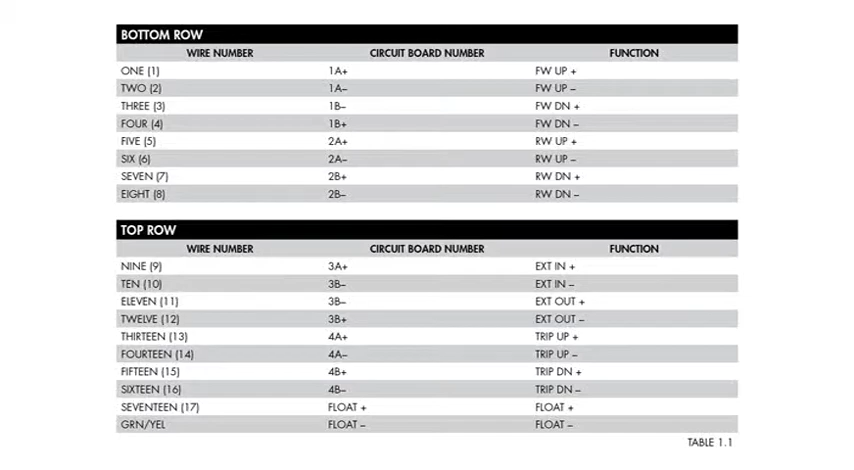 BOTTOM ROW
WIRE NUMBER CIRCUIT BOARD NUMBER FUNCTION
ONE (1) 1A+ FW UP +
TWO (2) 1A– FW UP –
THREE (3) 1B– FW DN +
FOUR (4) 1B+ FW DN –
FIVE (5) 2A+ RW UP +
SIX (6) 2A– RW UP –
SEVEN (7) 2B+ RW DN +
EIGHT (8) 2B– RW DN –
TOP ROW
WIRE NUMBER CIRCUIT BOARD NUMBER FUNCTION
NINE (9) 3A+ EXT IN +
TEN (10) 3B– EXT IN –
ELEVEN (11) 3B– EXT OUT +
TWELVE (12) 3B+ EXT OUT –
THIRTEEN (13) 4A+ TRIP UP +
FOURTEEN (14) 4A– TRIP UP –
FIFTEEN (15) 4B+ TRIP DN +
SIXTEEN (16) 4B– TRIP DN –
SEVENTEEN (17) FLOAT + FLOAT +
GRN/YEL FLOAT – FLOAT –
TABLE 1.1